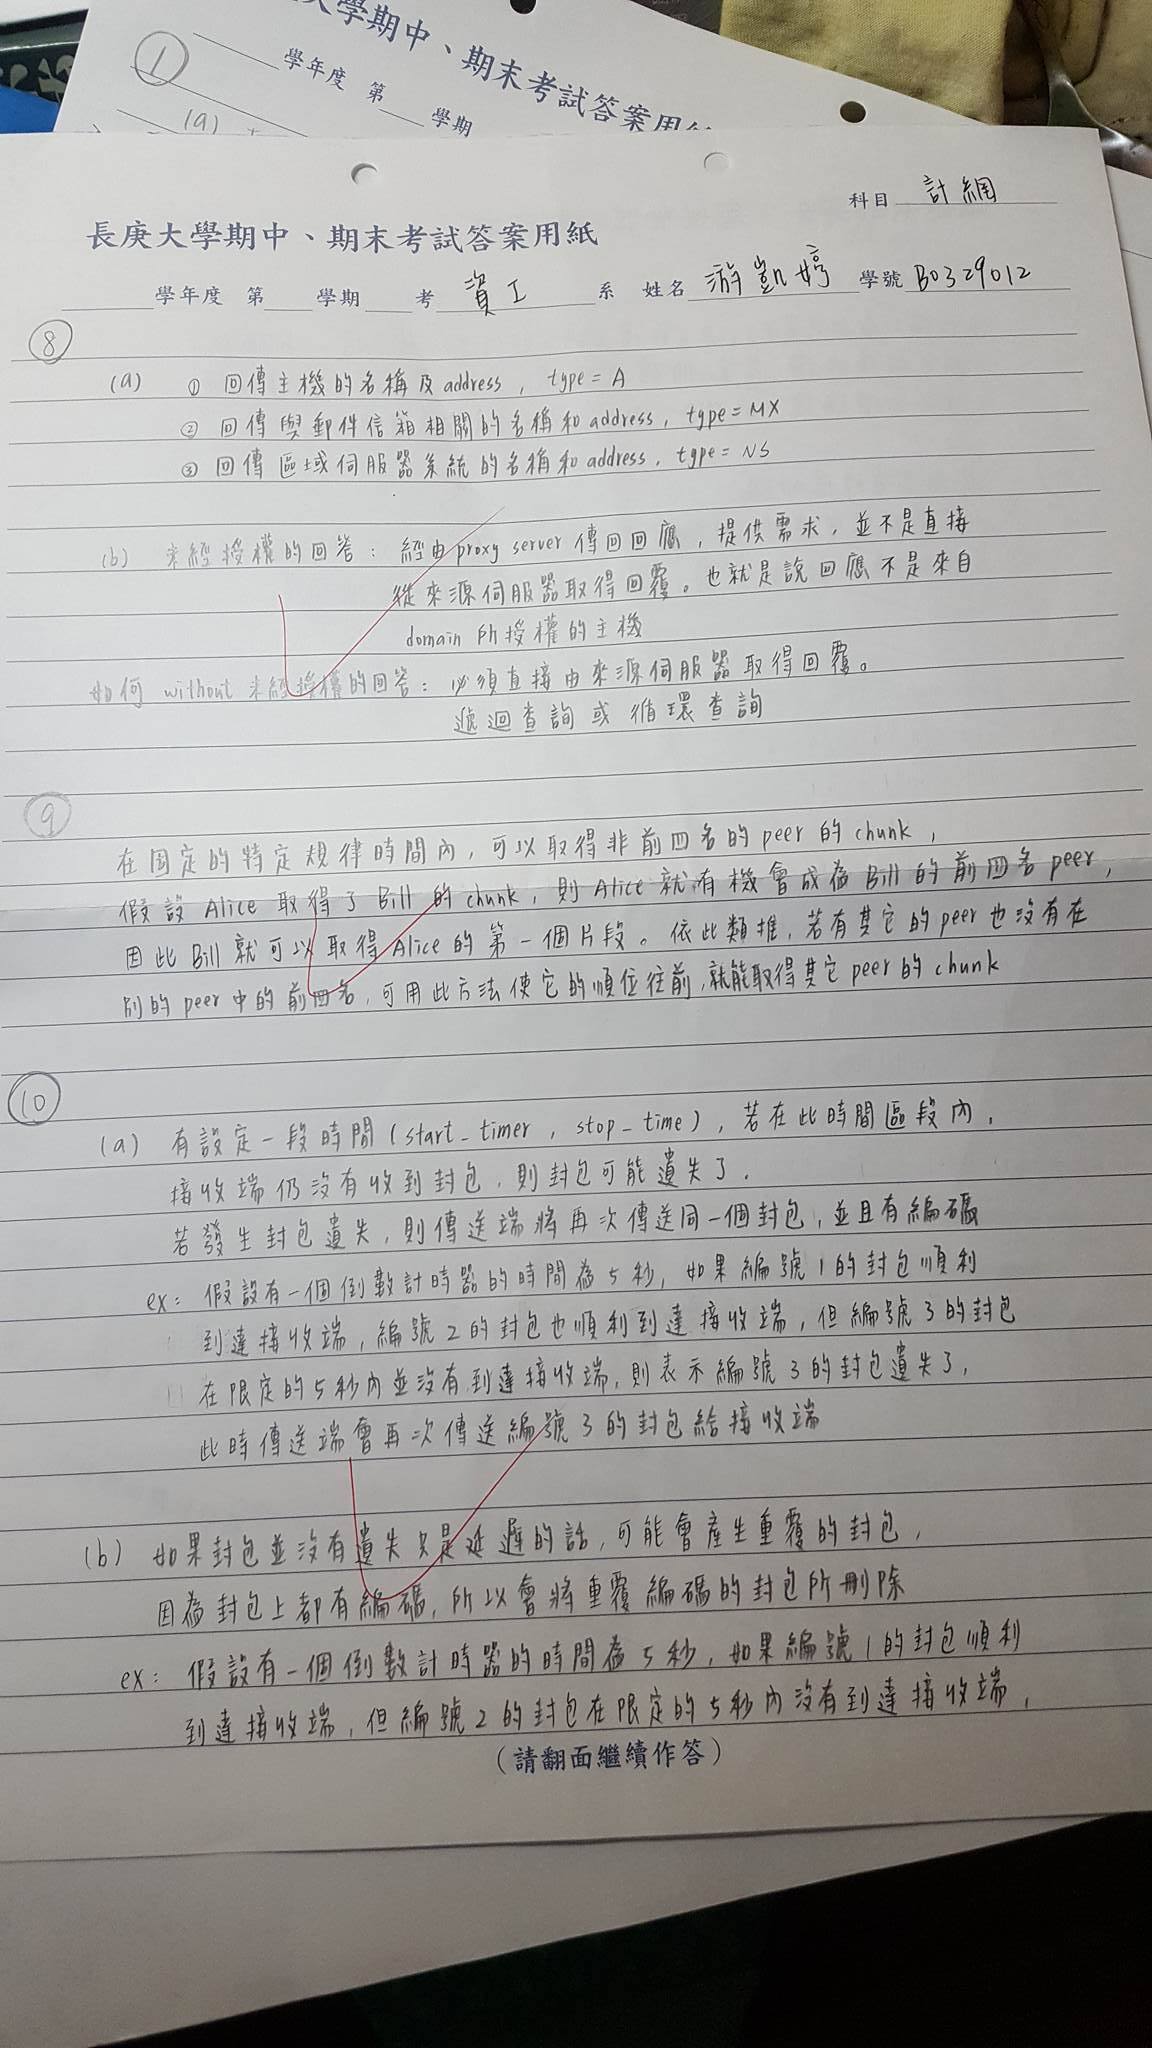 大學期中、期末考試答案用紙
① 學年度 第 學期
(a)
科目 計網
長庚大學期中、期末考試答案用紙
學年度 第 學期 考 資工 系 姓名 游凱婷 學號 B0329012
⑧
(a) ① 回傳主機的名稱及address, type = A
② 回傳與郵件信箱相關的名稱和address, type = MX
③ 回傳區域伺服器系統的名稱和address, type = NS
(b) 未經授權的回答: 經由proxy server傳回回應, 提供需求, 並不是直接
從來源伺服器取得回覆。也就是說回應不是來自
domain所授權的主機
如何 without 未經授權的回答: 必須直接由來源伺服器取得回覆。
遞迴查詢或循環查詢
⑨
在固定的特定規律時間內, 可以取得非前四名的peer的chunk,
假設Alice取得了Bill的chunk, 則Alice就有機會成為Bill的前四名peer,
因此Bill就可以取得Alice的第一個片段。依此類推, 若有其它的peer也沒有在
別的peer中的前四名, 可用此方法使它的順位往前, 就能取得其它peer的chunk
⑩
(a) 有設定一段時間(start_timer, stop_time), 若在此時間區段內,
接收端仍沒有收到封包, 則封包可能遺失了.
若發生封包遺失, 則傳送端將再次傳送同一個封包, 並且有編碼
ex: 假設有一個倒數計時器的時間為5秒, 如果編號1的封包順利
到達接收端, 編號2的封包也順利到達接收端, 但編號3的封包
在限定的5秒內並沒有到達接收端, 則表示編號3的封包遺失了,
此時傳送端會再次傳送編號3的封包給接收端
(b) 如果封包並沒有遺失只是延遲的話, 可能會產生重覆的封包,
因為封包上都有編碼, 所以會將重覆編碼的封包所刪除
ex: 假設有一個倒數計時器的時間為5秒, 如果編號1的封包順利
到達接收端, 但編號2的封包在限定的5秒內沒有到達接收端,
(請翻面繼續作答)